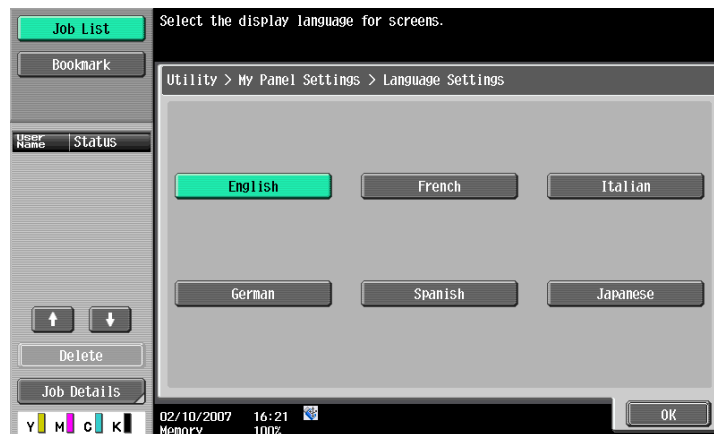 Job List
Bookmark
User Name Status
Delete
Job Details
Y M C K
Select the display language for screens.
Utility > My Panel Settings > Language Settings
English French Italian
German Spanish Japanese
02/10/2007 16:21
Memory 100%
OK